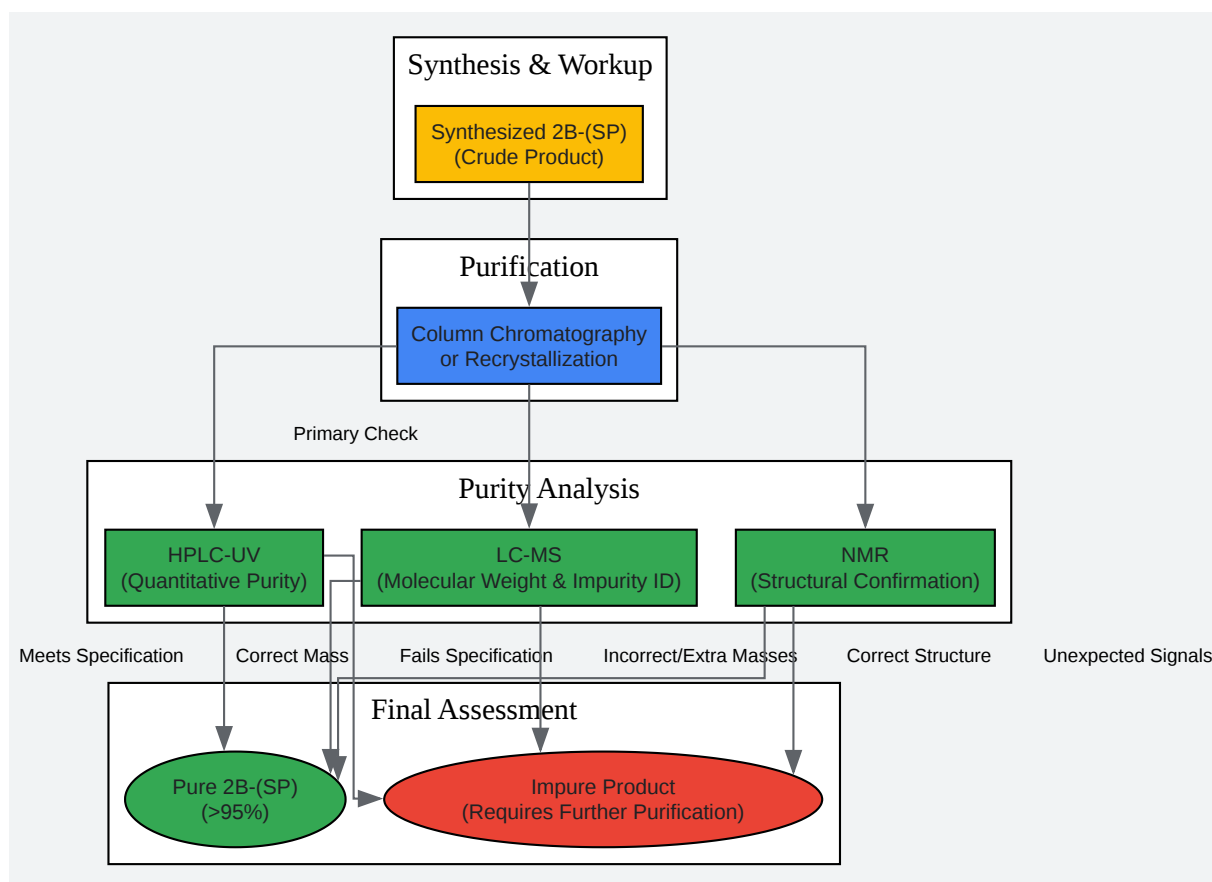 Synthesis & Workup
Synthesized 2B-(SP)
(Crude Product)
Purification
Column Chromatography
or Recrystallization
Primary Check
Purity Analysis
HPLC-UV
(Quantitative Purity)
LC-MS
(Molecular Weight & Impurity ID)
NMR
(Structural Confirmation)
Meets Specification
Correct Mass
Fails Specification
Incorrect/Extra Masses
Correct Structure
Unexpected Signals
Final Assessment
Pure 2B-(SP)
(>95%)
Impure Product
(Requires Further Purification)